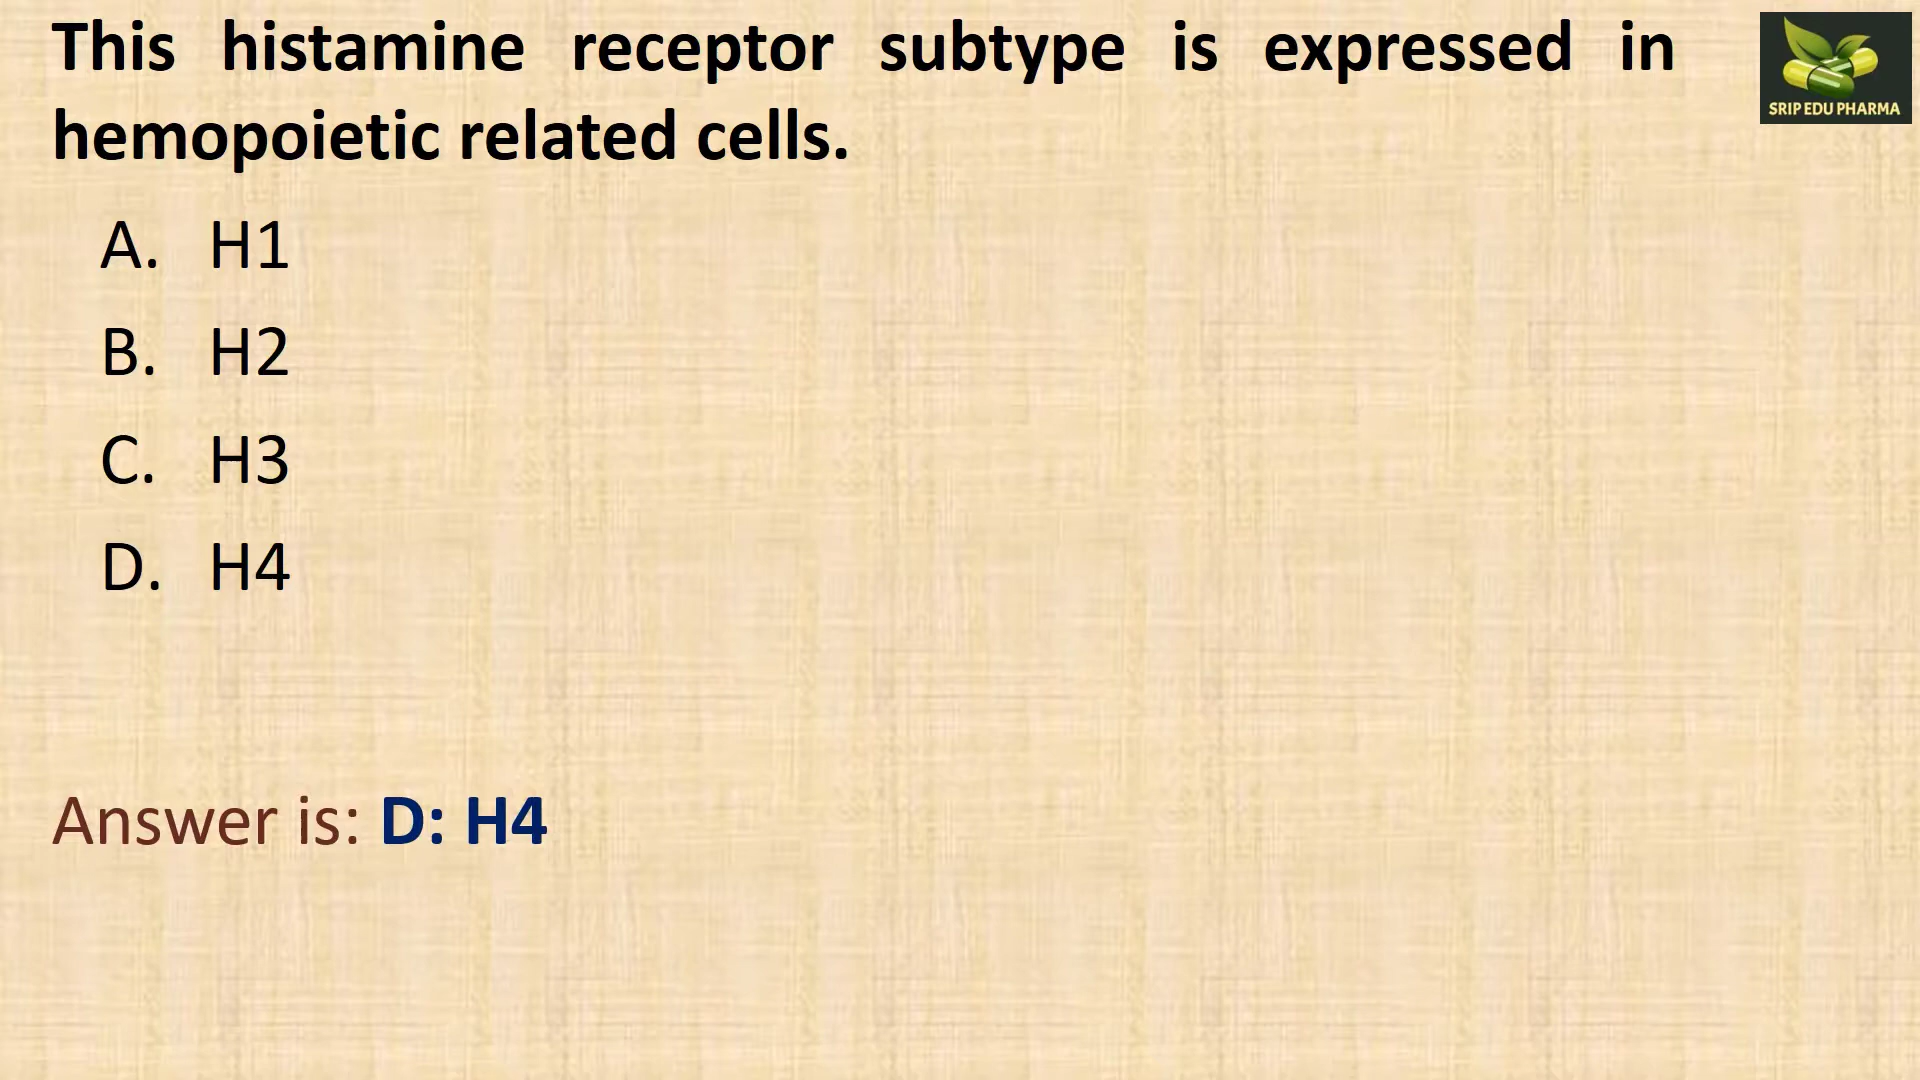 This histamine receptor subtype is expressed in
hemopoietic related cells.
SRIP EDU PHARMA
A. H1
B. H2
C. H3
D. H4
Answer is: D: H4